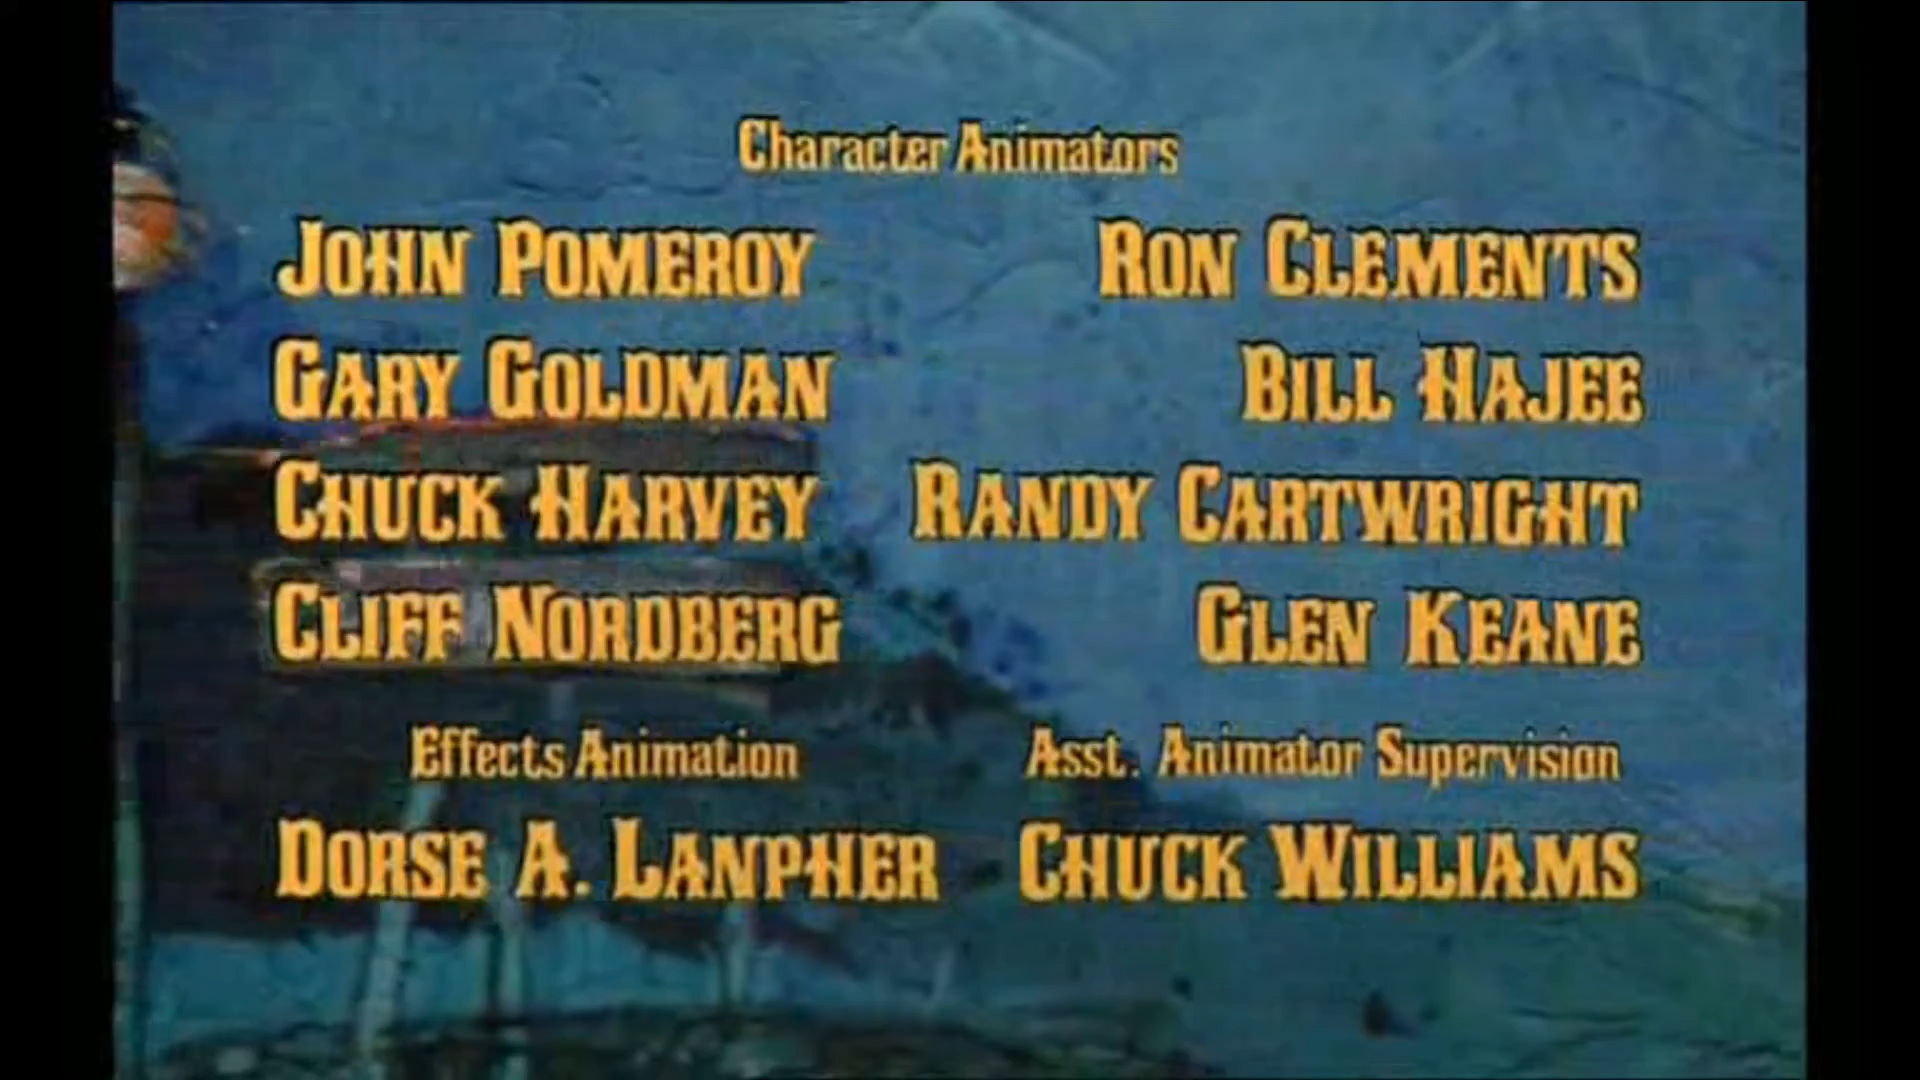 Character Animators
JOHN POMEROY RON CLEMENTS
GARY GOLDMAN BILL HAJEE
CHUCK HARVEY RANDY CARTWRIGHT
CLIFF NORDBERG GLEN KEANE
Effects Animation Asst. Animator Supervision
DORSE A. LANPHER CHUCK WILLIAMS